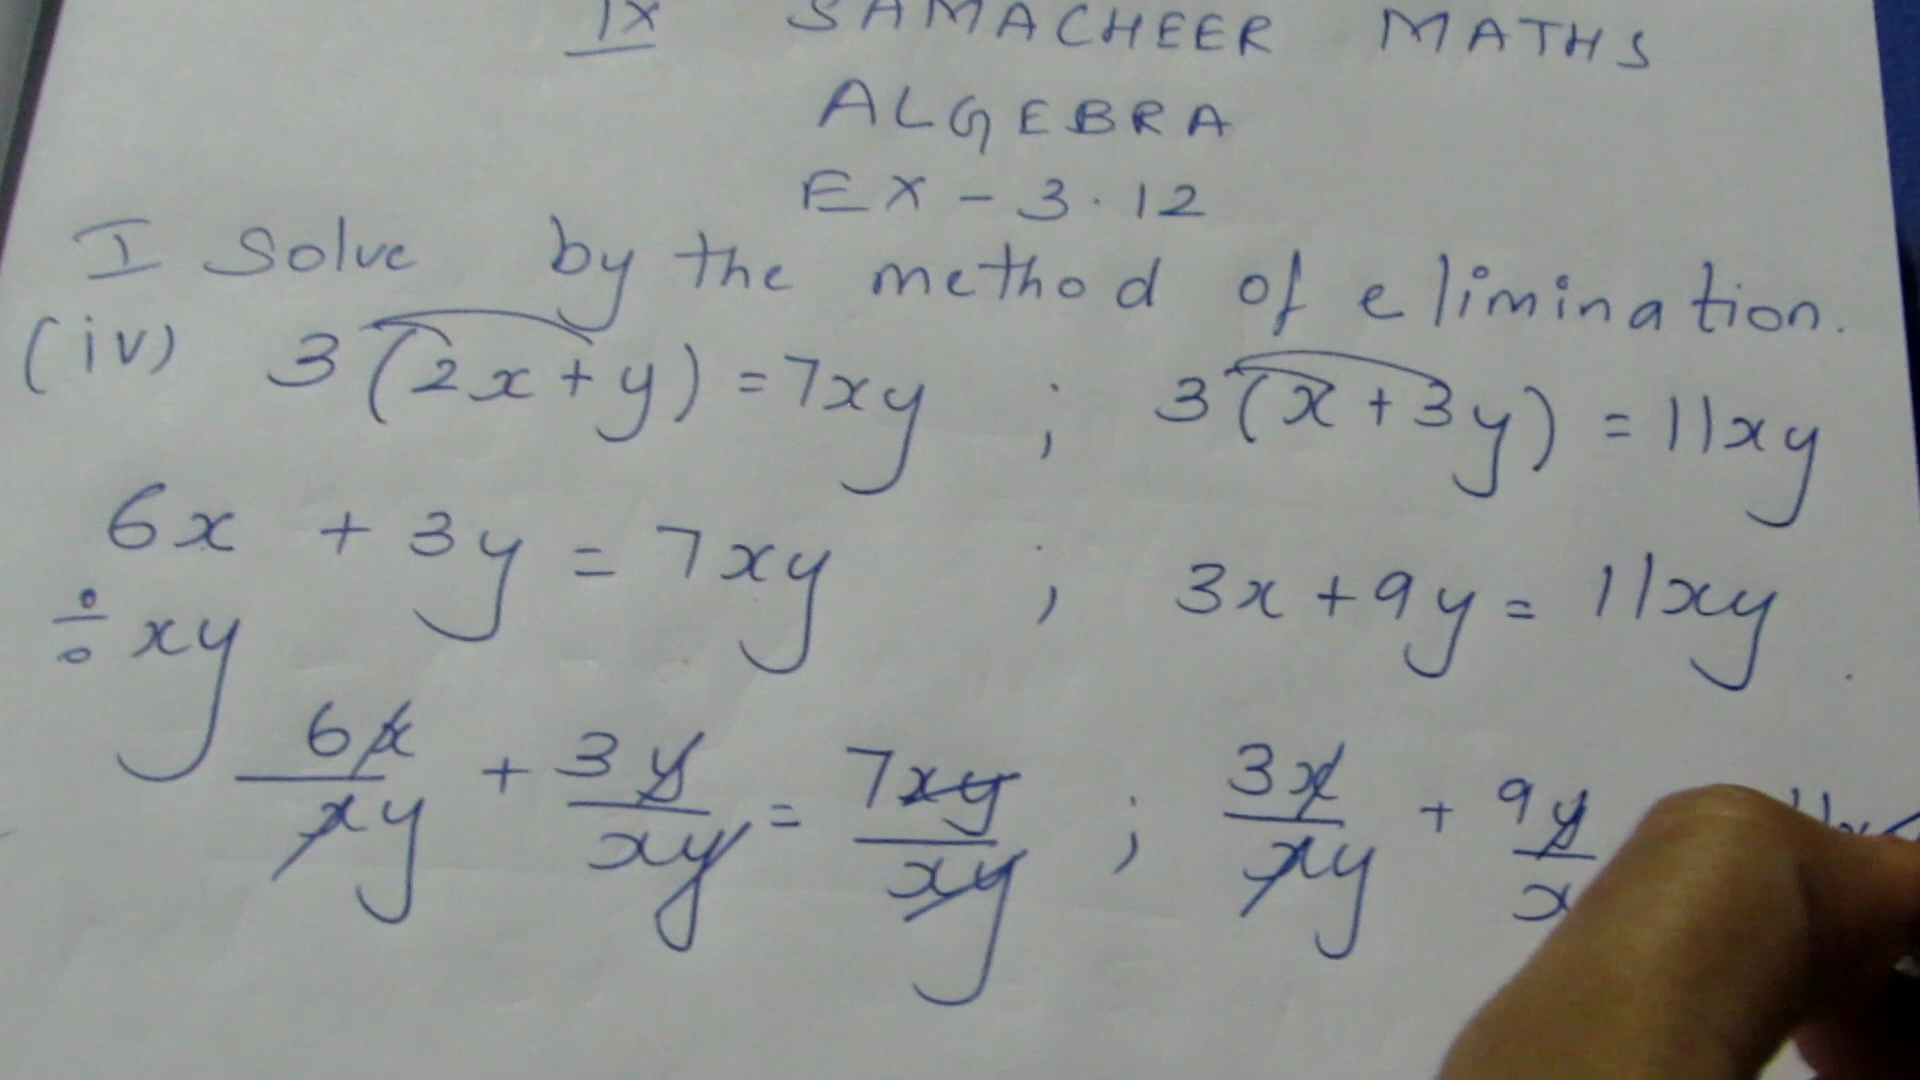 IX SAMACHEER MATHS
ALGEBRA
EX - 3.12
I Solve by the method of elimination.
(iv) 3(2x+y) = 7xy ; 3(x+3y) = 11xy
6x + 3y = 7xy ; 3x+9y = 11xy
÷ xy
6x/xy + 3y/xy = 7xy/xy ; 3x/xy + 9y/x